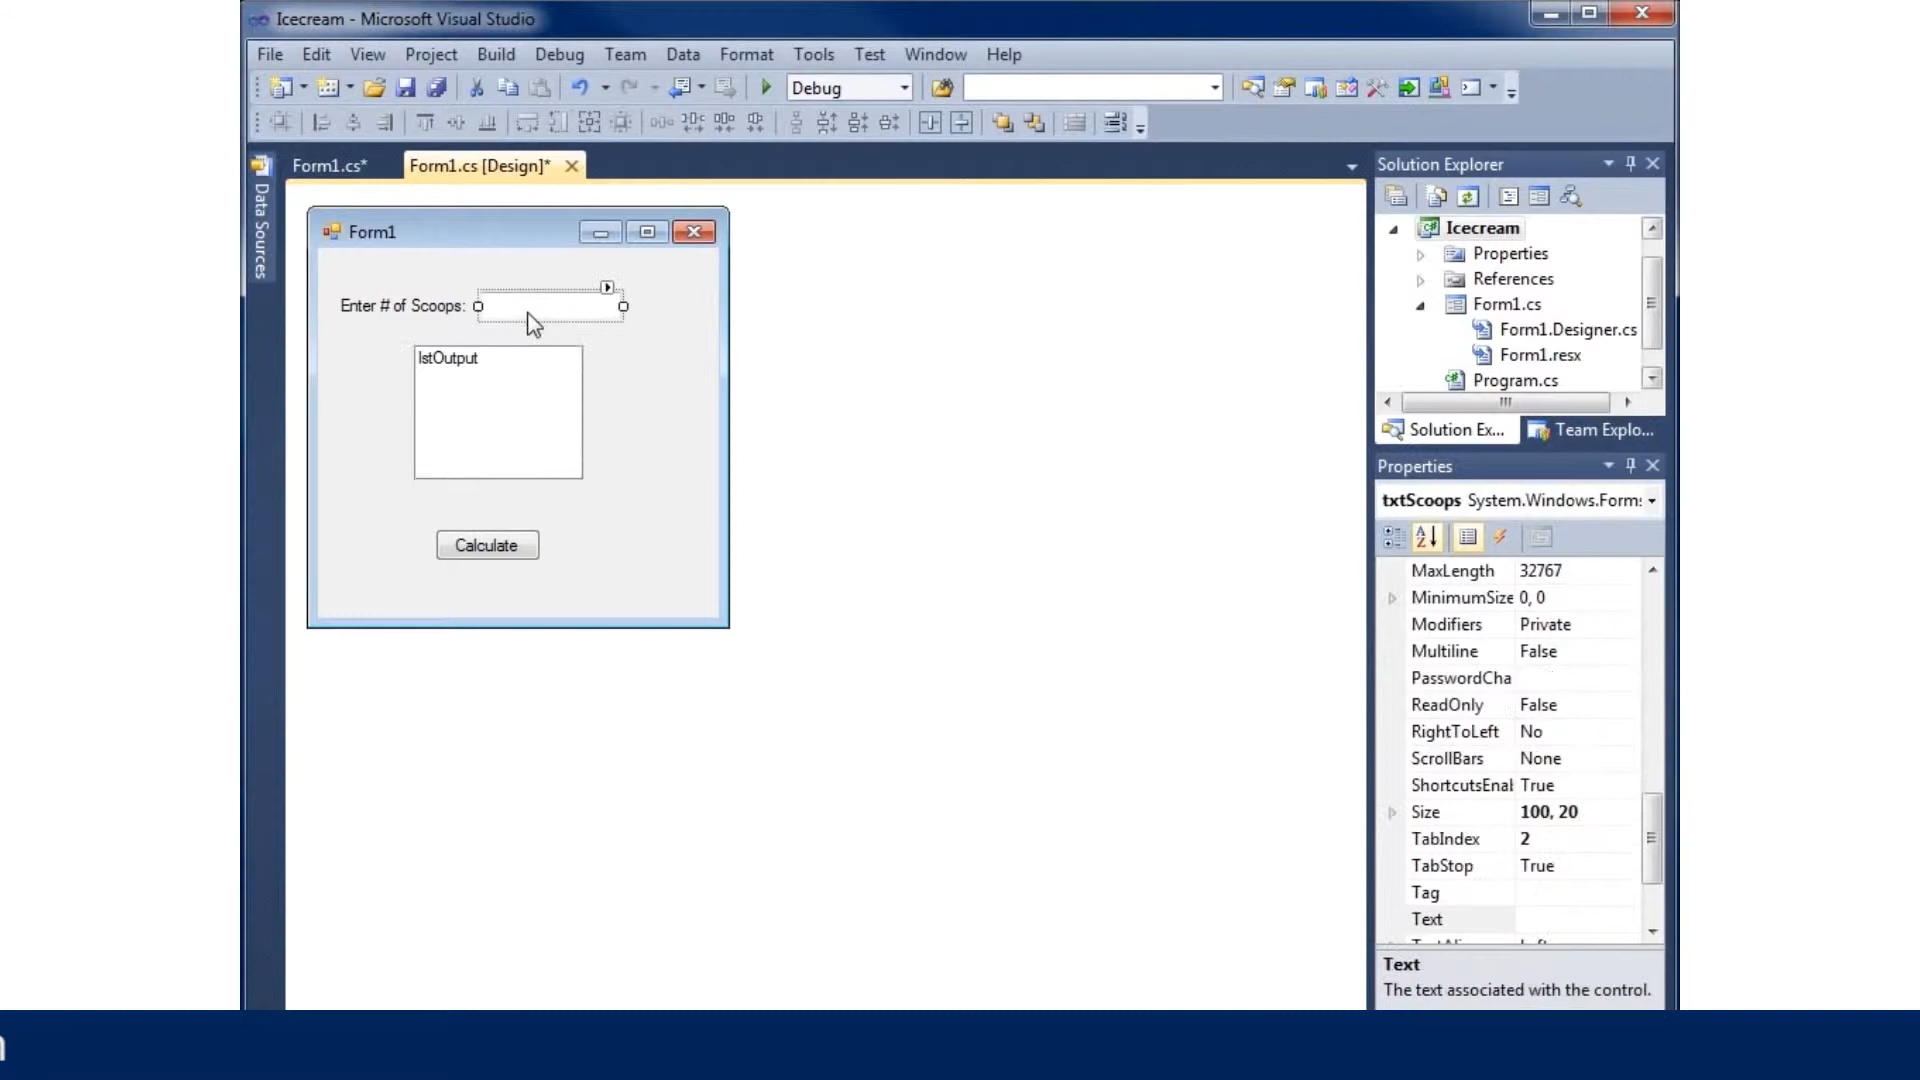 Icecream - Microsoft Visual Studio
File Edit View Project Build Debug Team Data Format Tools Test Window Help
Debug
Form1.cs* Form1.cs [Design]*
Data Sources
Form1
Enter # of Scoops:
lstOutput
Calculate
Solution Explorer
Icecream
Properties
References
Form1.cs
Form1.Designer.cs
Form1.resx
Program.cs
Solution Ex... Team Explo...
Properties
txtScoops System.Windows.Form:
MaxLength 32767
MinimumSize 0, 0
Modifiers Private
Multiline False
PasswordCha
ReadOnly False
RightToLeft No
ScrollBars None
ShortcutsEnal True
Size 100, 20
TabIndex 2
TabStop True
Tag
Text
Text
The text associated with the control.